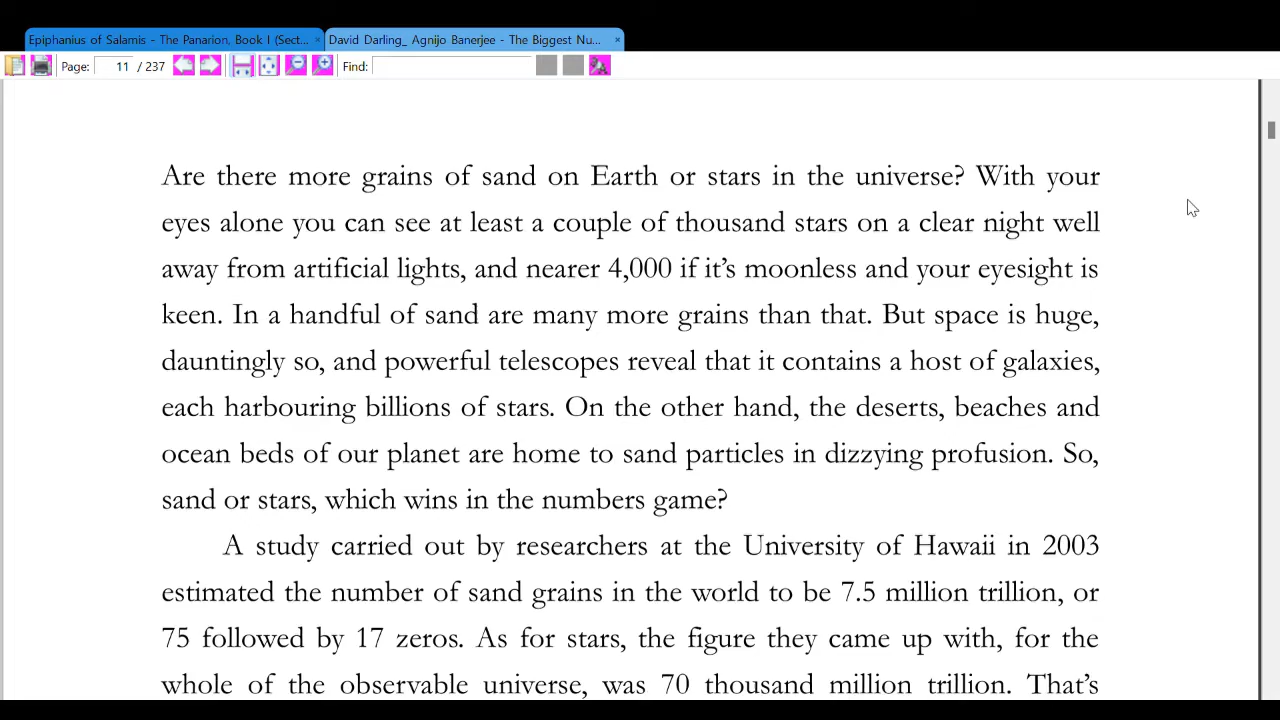 Epiphanius of Salamis - The Panarion, Book I (Sect...
David Darling_ Agnijo Banerjee - The Biggest Nu...
Page: 11 / 237 Find:
Are there more grains of sand on Earth or stars in the universe? With your
eyes alone you can see at least a couple of thousand stars on a clear night well
away from artificial lights, and nearer 4,000 if it’s moonless and your eyesight is
keen. In a handful of sand are many more grains than that. But space is huge,
dauntingly so, and powerful telescopes reveal that it contains a host of galaxies,
each harbouring billions of stars. On the other hand, the deserts, beaches and
ocean beds of our planet are home to sand particles in dizzying profusion. So,
sand or stars, which wins in the numbers game?
A study carried out by researchers at the University of Hawaii in 2003
estimated the number of sand grains in the world to be 7.5 million trillion, or
75 followed by 17 zeros. As for stars, the figure they came up with, for the
whole of the observable universe, was 70 thousand million trillion. That’s